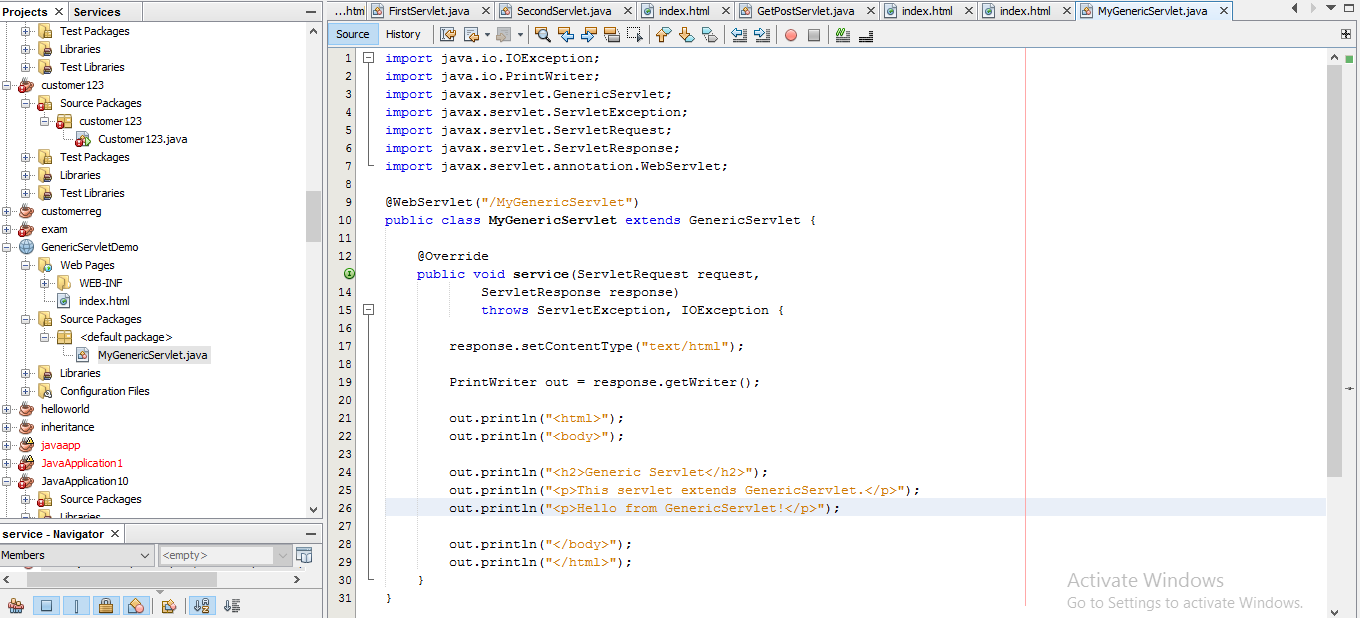 Projects
Services
Test Packages
Libraries
Test Libraries
customer123
Source Packages
customer123
Customer123.java
Test Packages
Libraries
Test Libraries
customerreg
exam
GenericServletDemo
Web Pages
WEB-INF
index.html
Source Packages
<default package>
MyGenericServlet.java
Libraries
Configuration Files
helloworld
inheritance
javaapp
JavaApplication1
JavaApplication10
Source Packages
Libraries
service - Navigator
Members
<empty>
...htm
FirstServlet.java
SecondServlet.java
index.html
GetPostServlet.java
index.html
index.html
MyGenericServlet.java
Source
History
1 import java.io.IOException;
2 import java.io.PrintWriter;
3 import javax.servlet.GenericServlet;
4 import javax.servlet.ServletException;
5 import javax.servlet.ServletRequest;
6 import javax.servlet.ServletResponse;
7 import javax.servlet.annotation.WebServlet;
8
9 @WebServlet("/MyGenericServlet")
10 public class MyGenericServlet extends GenericServlet {
11
12 @Override
public void service(ServletRequest request,
14 ServletResponse response)
15 throws ServletException, IOException {
16
17 response.setContentType("text/html");
18
19 PrintWriter out = response.getWriter();
20
21 out.println("<html>");
22 out.println("<body>");
23
24 out.println("<h2>Generic Servlet</h2>");
25 out.println("<p>This servlet extends GenericServlet.</p>");
26 out.println("<p>Hello from GenericServlet!</p>");
27
28 out.println("</body>");
29 out.println("</html>");
30 }
31 }
Activate Windows
Go to Settings to activate Windows.